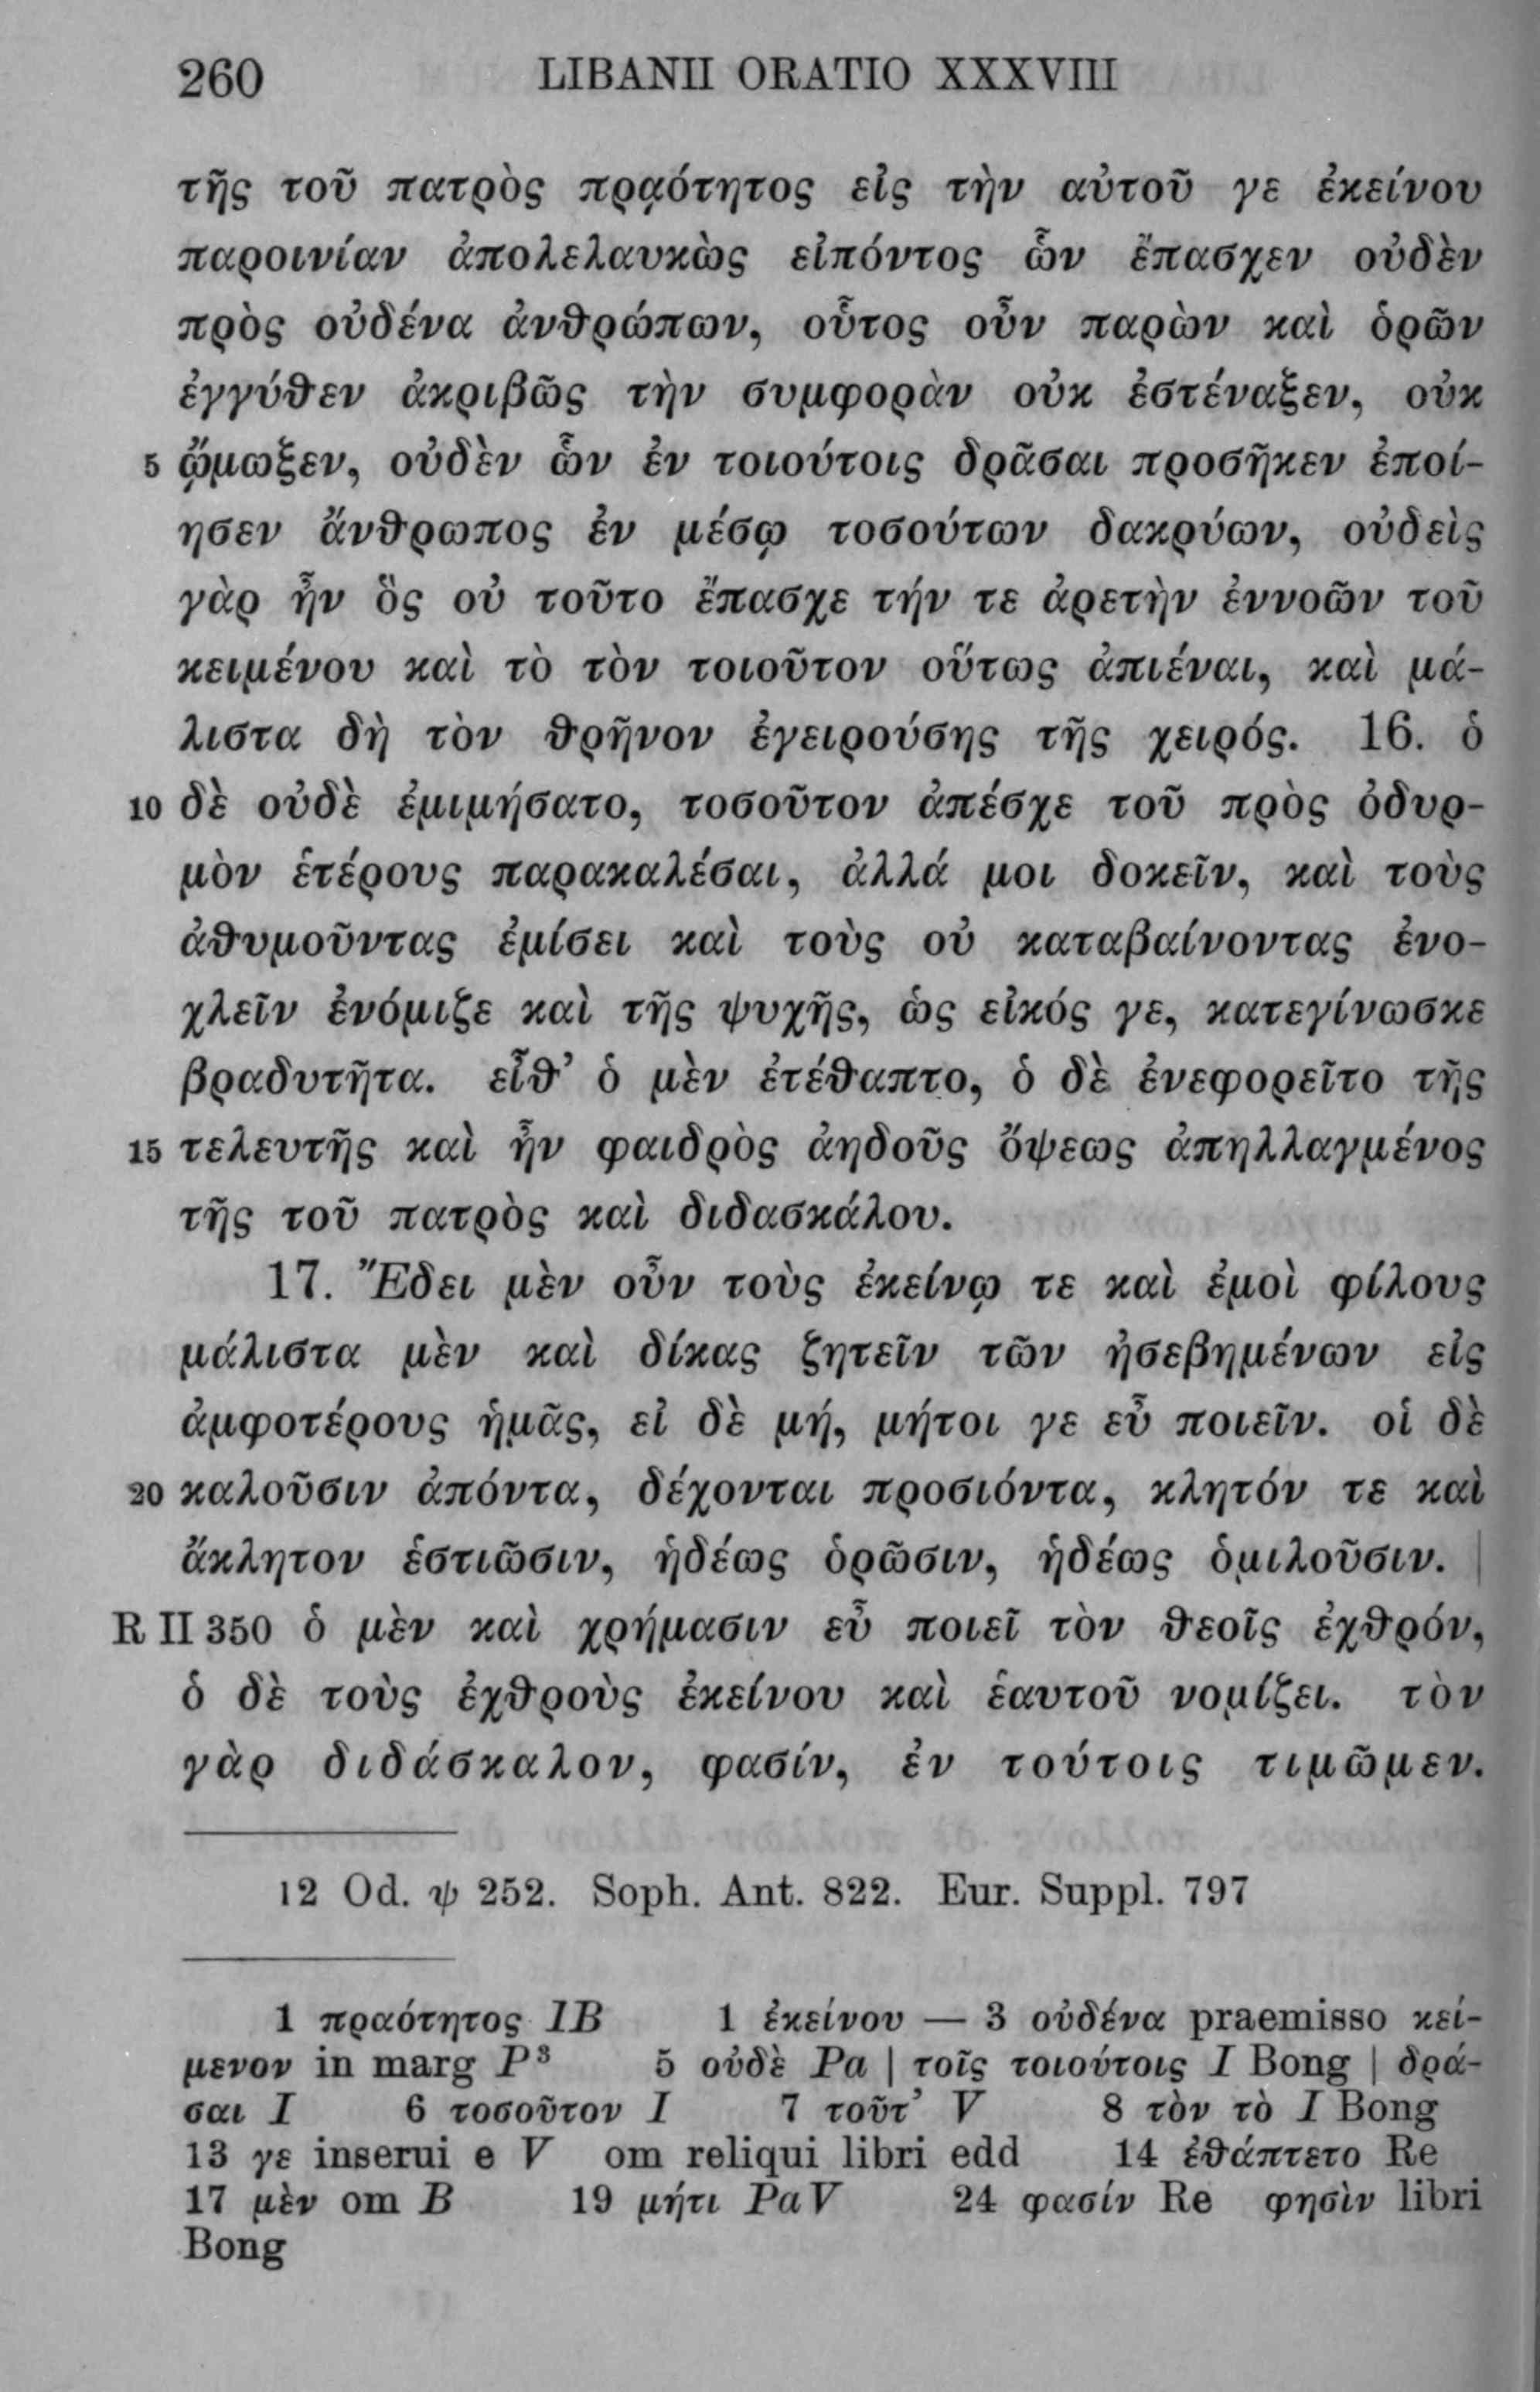 260 LIBANII ORATIO XXXVIII
τῆς τοῦ πατρὸς πρᾳότητος εἰς τὴν αὐτοῦ γε ἐκείνου
παροινίαν ἀπολελαυκὼς εἰπόντος ὧν ἔπασχεν οὐδὲν
πρὸς οὐδένα ἀνθρώπων, οὗτος οὖν παρὼν καὶ ὁρῶν
ἐγγύθεν ἀκριβῶς τὴν συμφορὰν οὐκ ἐστέναξεν, οὐκ
5 ᾤμωξεν, οὐδὲν ὧν ἐν τοιούτοις δρᾶσαι προσῆκεν ἐποί-
ησεν ἄνθρωπος ἐν μέσῳ τοσούτων δακρύων, οὐδεὶς
γὰρ ἦν ὃς οὐ τοῦτο ἔπασχε τήν τε ἀρετὴν ἐννοῶν τοῦ
κειμένου καὶ τὸ τὸν τοιοῦτον οὕτως ἀπιέναι, καὶ μά-
λιστα δὴ τὸν θρῆνον ἐγειρούσης τῆς χειρός. 16. ὁ
10 δὲ οὐδὲ ἐμιμήσατο, τοσοῦτον ἀπέσχε τοῦ πρὸς ὀδυρ-
μὸν ἑτέρους παρακαλέσαι, ἀλλά μοι δοκεῖν, καὶ τοὺς
ἀθυμοῦντας ἐμίσει καὶ τοὺς οὐ καταβαίνοντας ἐνο-
χλεῖν ἐνόμιζε καὶ τῆς ψυχῆς, ὡς εἰκός γε, κατεγίνωσκε
βραδυτῆτα. εἶθ’ ὁ μὲν ἐτέθαπτο, ὁ δὲ ἐνεφορεῖτο τῆς
15 τελευτῆς καὶ ἦν φαιδρὸς ἀηδοῦς ὄψεως ἀπηλλαγμένος
τῆς τοῦ πατρὸς καὶ διδασκάλου.
17. Ἔδει μὲν οὖν τοὺς ἐκείνῳ τε καὶ ἐμοὶ φίλους
μάλιστα μὲν καὶ δίκας ζητεῖν τῶν ἠσεβημένων εἰς
ἀμφοτέρους ἡμᾶς, εἰ δὲ μή, μήτοι γε εὖ ποιεῖν. οἱ δὲ
20 καλοῦσιν ἀπόντα, δέχονται προσιόντα, κλητόν τε καὶ
ἄκλητον ἑστιῶσιν, ἡδέως ὁρῶσιν, ἡδέως ὁμιλοῦσιν. |
R II 350 ὁ μὲν καὶ χρήμασιν εὖ ποιεῖ τὸν θεοῖς ἐχθρόν,
ὁ δὲ τοὺς ἐχθροὺς ἐκείνου καὶ ἑαυτοῦ νομίζει. τὸν
γὰρ διδάσκαλον, φασίν, ἐν τούτοις τιμῶμεν.
12 Od. ψ 252. Soph. Ant. 822. Eur. Suppl. 797
1 πραότητος IB 1 ἐκείνου — 3 οὐδένα praemisso κεί-
μενον in marg P³ 5 οὐδὲ Pa | τοῖς τοιούτοις I Bong | δρά-
σαι I 6 τοσοῦτον I 7 τοῦτ’ V 8 τὸν τὸ I Bong
13 γε inserui e V om reliqui libri edd 14 ἐθάπτετο Re
17 μὲν om B 19 μήτι PaV 24 φασίν Re φησὶν libri
Bong